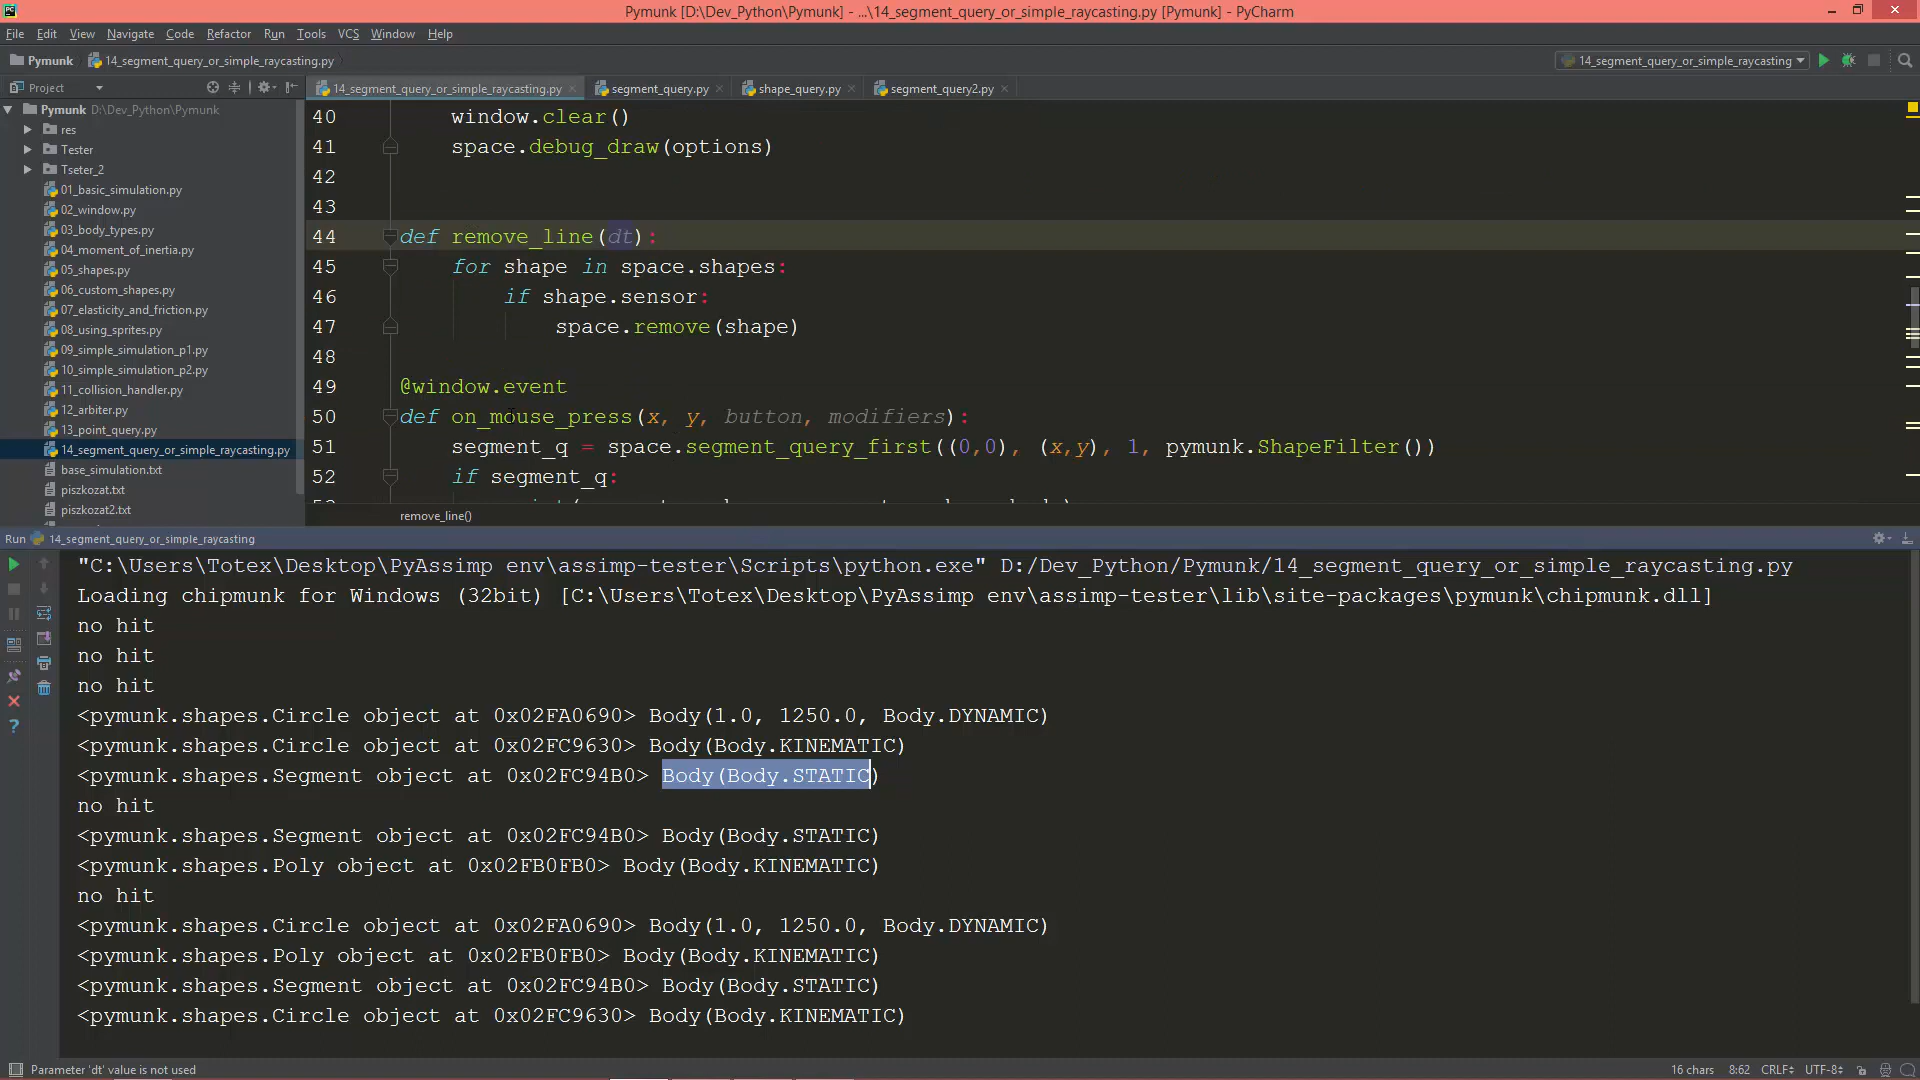 Pymunk [D:\Dev_Python\Pymunk] - ...\14_segment_query_or_simple_raycasting.py [Pymunk] - PyCharm
File Edit View Navigate Code Refactor Run Tools VCS Window Help
Pymunk 14_segment_query_or_simple_raycasting.py
14_segment_query_or_simple_raycasting
Project
14_segment_query_or_simple_raycasting.py segment_query.py shape_query.py segment_query2.py
Pymunk D:\Dev_Python\Pymunk
res
Tester
Tseter_2
01_basic_simulation.py
02_window.py
03_body_types.py
04_moment_of_inertia.py
05_shapes.py
06_custom_shapes.py
07_elasticity_and_friction.py
08_using_sprites.py
09_simple_simulation_p1.py
10_simple_simulation_p2.py
11_collision_handler.py
12_arbiter.py
13_point_query.py
14_segment_query_or_simple_raycasting.py
base_simulation.txt
piszkozat.txt
piszkozat2.txt
40 window.clear()
41 space.debug_draw(options)
42
43
44 def remove_line(dt):
45 for shape in space.shapes:
46 if shape.sensor:
47 space.remove(shape)
48
49 @window.event
50 def on_mouse_press(x, y, button, modifiers):
51 segment_q = space.segment_query_first((0,0), (x,y), 1, pymunk.ShapeFilter())
52 if segment_q:
remove_line()
Run 14_segment_query_or_simple_raycasting
"C:\Users\Totex\Desktop\PyAssimp env\assimp-tester\Scripts\python.exe" D:/Dev_Python/Pymunk/14_segment_query_or_simple_raycasting.py
Loading chipmunk for Windows (32bit) [C:\Users\Totex\Desktop\PyAssimp env\assimp-tester\lib\site-packages\pymunk\chipmunk.dll]
no hit
no hit
no hit
<pymunk.shapes.Circle object at 0x02FA0690> Body(1.0, 1250.0, Body.DYNAMIC)
<pymunk.shapes.Circle object at 0x02FC9630> Body(Body.KINEMATIC)
<pymunk.shapes.Segment object at 0x02FC94B0> Body(Body.STATIC)
no hit
<pymunk.shapes.Segment object at 0x02FC94B0> Body(Body.STATIC)
<pymunk.shapes.Poly object at 0x02FB0FB0> Body(Body.KINEMATIC)
no hit
<pymunk.shapes.Circle object at 0x02FA0690> Body(1.0, 1250.0, Body.DYNAMIC)
<pymunk.shapes.Poly object at 0x02FB0FB0> Body(Body.KINEMATIC)
<pymunk.shapes.Segment object at 0x02FC94B0> Body(Body.STATIC)
<pymunk.shapes.Circle object at 0x02FC9630> Body(Body.KINEMATIC)
Parameter 'dt' value is not used
16 chars 8:62 CRLF UTF-8